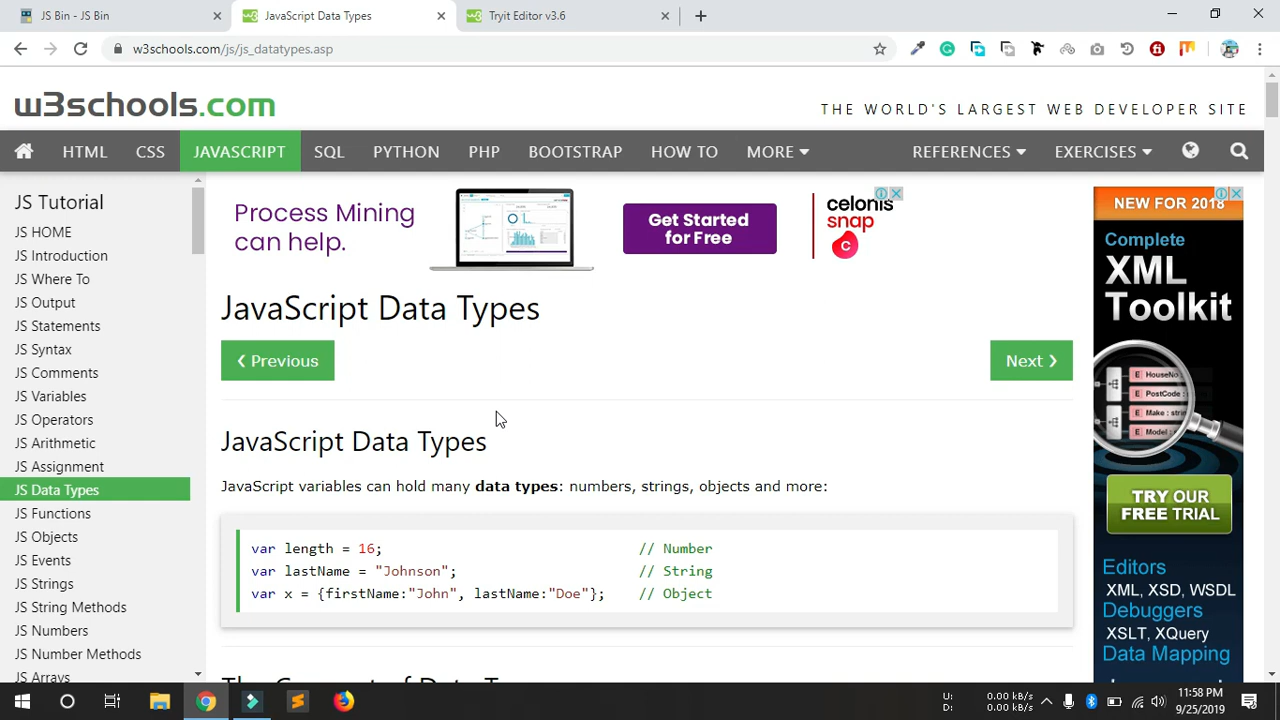 JS Bin - JS Bin
JavaScript Data Types
Tryit Editor v3.6
w3schools.com/js/js_datatypes.asp
w3schools.com
THE WORLD'S LARGEST WEB DEVELOPER SITE
HTML CSS JAVASCRIPT SQL PYTHON PHP BOOTSTRAP HOW TO MORE REFERENCES EXERCISES
JS Tutorial
JS HOME
JS Introduction
JS Where To
JS Output
JS Statements
JS Syntax
JS Comments
JS Variables
JS Operators
JS Arithmetic
JS Assignment
JS Data Types
JS Functions
JS Objects
JS Events
JS Strings
JS String Methods
JS Numbers
JS Number Methods
JS Arrays
Process Mining
can help.
Get Started
for Free
celonis
snap
JavaScript Data Types
❮ Previous
Next ❯
JavaScript Data Types
JavaScript variables can hold many data types: numbers, strings, objects and more:
var length = 16; // Number
var lastName = "Johnson"; // String
var x = {firstName:"John", lastName:"Doe"}; // Object
NEW FOR 2018
Complete
XML
Toolkit
E HouseNo
E PostCode
E Make : strin
E Model : 
TRY OUR
FREE TRIAL
Editors
XML, XSD, WSDL
Debuggers
XSLT, XQuery
Data Mapping
U: 0.00 kB/s
D: 0.00 kB/s
11:58 PM
9/25/2019